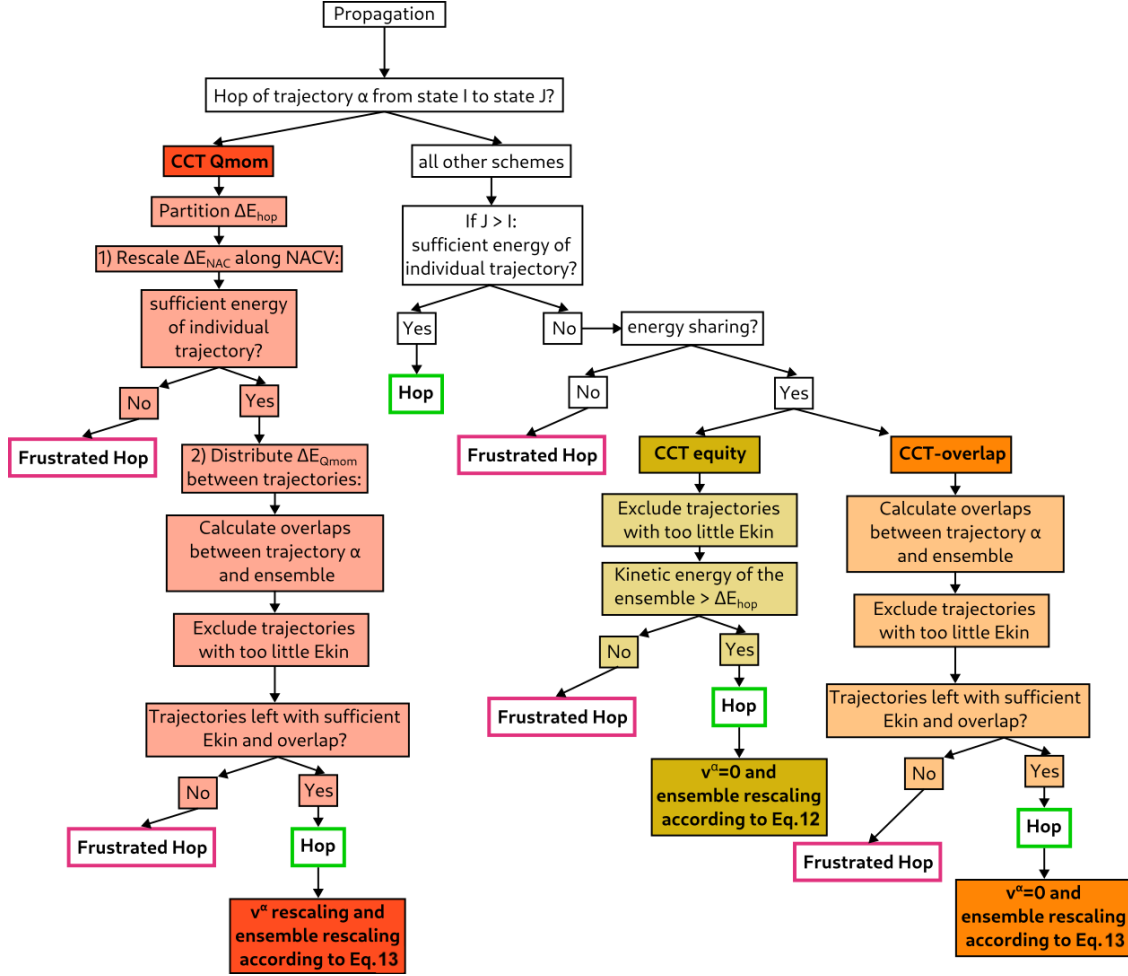 Propagation
Hop of trajectory α from state I to state J?
CCT Qmom
Partition ΔEhop
1) Rescale ΔENAC along NACV:
sufficient energy
of individual
trajectory?
No
Yes
Frustrated Hop
2) Distribute ΔEQmom
between trajectories:
Calculate overlaps
between trajectory α
and ensemble
Exclude trajectories
with too little Ekin
Trajectories left with sufficient
Ekin and overlap?
No
Yes
Frustrated Hop
Hop
vα rescaling and
ensemble rescaling
according to Eq.13
all other schemes
If J > I:
sufficient energy of
individual trajectory?
Yes
No
Hop
energy sharing?
No
Yes
Frustrated Hop
CCT equity
Exclude trajectories
with too little Ekin
Kinetic energy of the
ensemble > ΔEhop
No
Yes
Frustrated Hop
Hop
vα=0 and
ensemble rescaling
according to Eq.12
CCT-overlap
Calculate overlaps
between trajectory α
and ensemble
Exclude trajectories
with too little Ekin
Trajectories left with sufficient
Ekin and overlap?
No
Yes
Frustrated Hop
Hop
vα=0 and
ensemble rescaling
according to Eq.13